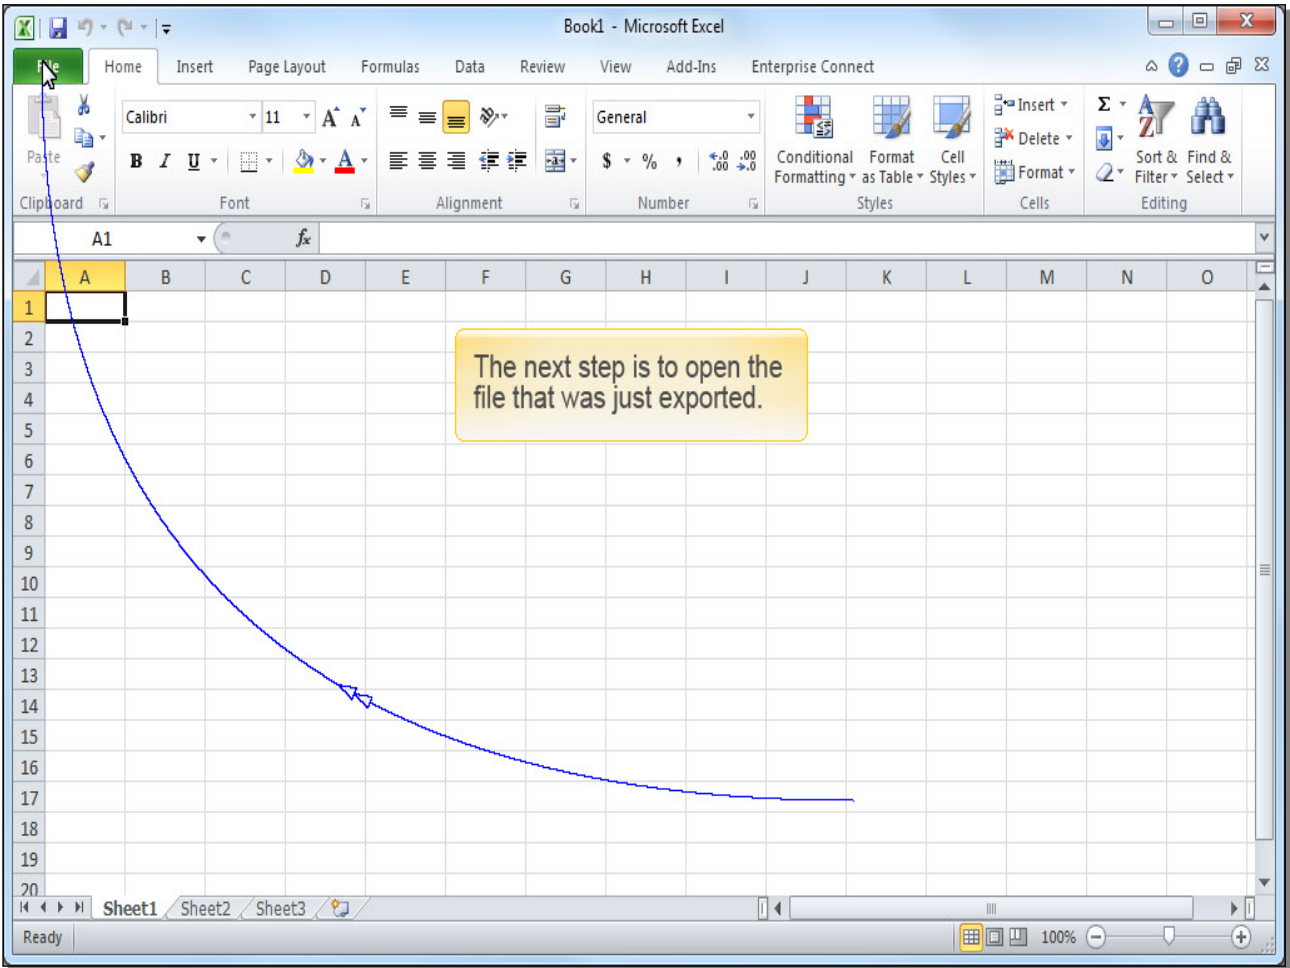 Book1 - Microsoft Excel
File Home Insert Page Layout Formulas Data Review View Add-Ins Enterprise Connect
Paste
Clipboard
Calibri 11 A A
B I U A
Font
Alignment
General
$ % , .0 .00 .00 .0
Number
Conditional Formatting
Format as Table
Cell Styles
Styles
Insert
Delete
Format
Cells
Σ
A Z
Sort & Filter
Find & Select
Editing
A1 fx
A B C D E F G H I J K L M N O
1
2
3
4
5
6
7
8
9
10
11
12
13
14
15
16
17
18
19
20
The next step is to open the
file that was just exported.
Sheet1 Sheet2 Sheet3
Ready 100%